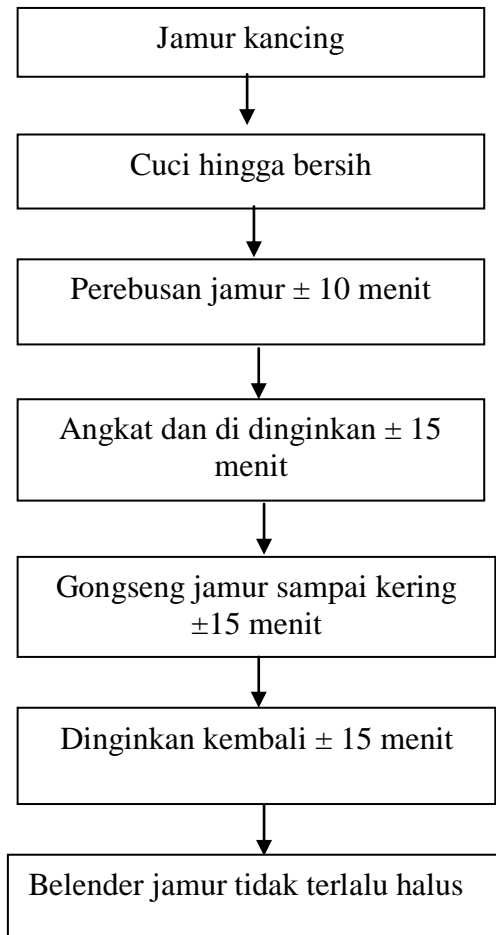 Jamur kancing
Cuci hingga bersih
Perebusan jamur ± 10 menit
Angkat dan di dinginkan ± 15
menit
Gongseng jamur sampai kering
±15 menit
Dinginkan kembali ± 15 menit
Belender jamur tidak terlalu halus